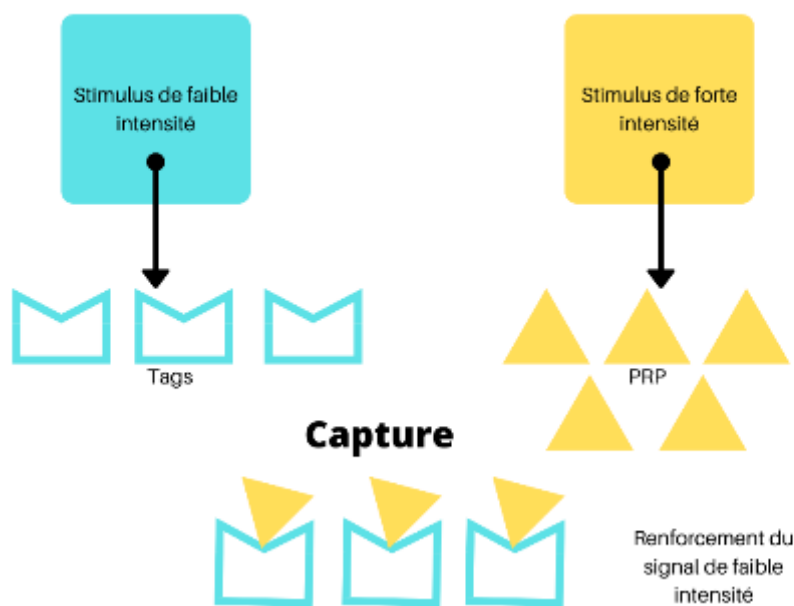 Stimulus de faible
intensité
Stimulus de forte
intensité
Tags
PRP
Capture
Renforcement du
signal de faible
intensité